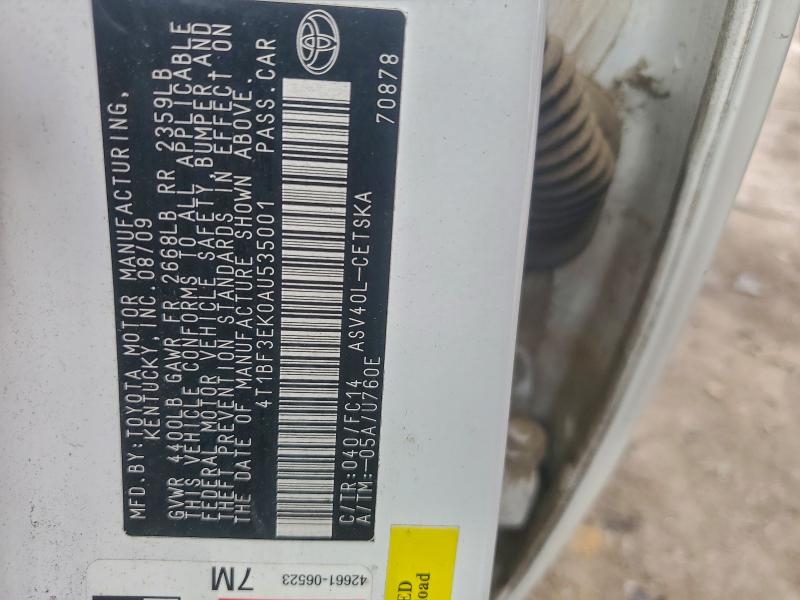 MFD. BY: TOYOTA MOTOR MANUFACTURING,
KENTUCKY, INC. 08/09
GVWR 4400LB GAWR FR 2668LB RR 2359LB
THIS VEHICLE CONFORMS TO ALL APPLICABLE
FEDERAL MOTOR VEHICLE SAFETY, BUMPER, AND
THEFT PREVENTION STANDARDS IN EFFECT ON
THE DATE OF MANUFACTURE SHOWN ABOVE.
4T1BF3EK0AU535001 PASS. CAR
70878
C/TR: 040/FC14 ASV40L-CETSKA
A/TM: -05A/U760E
42661-06523
7M
ED
oad